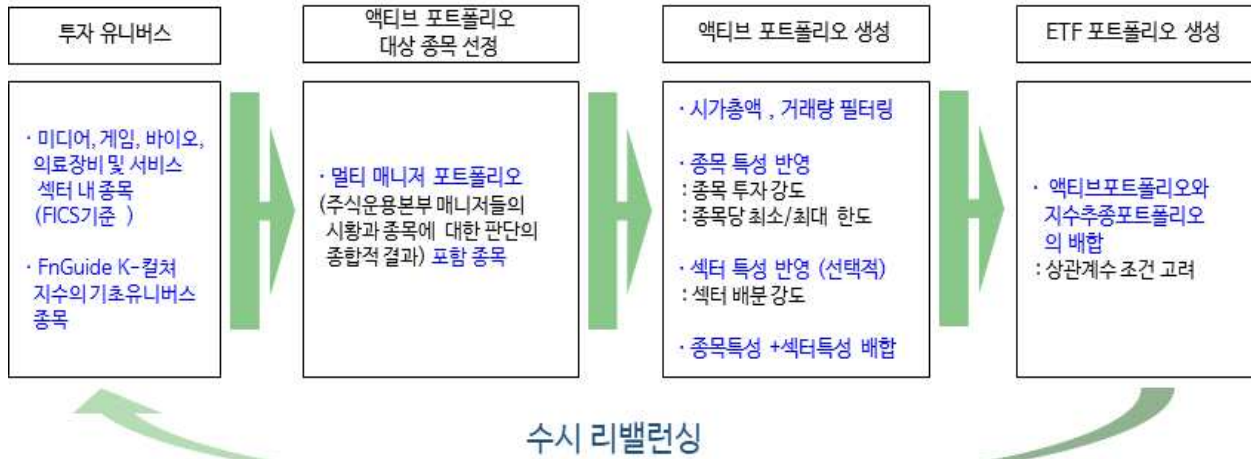 투자 유니버스
· 미디어, 게임, 바이오,
의료장비 및 서비스
섹터 내 종목
(FICS기준 )
· FnGuide K-컬쳐
지수의 기초유니버스
종목
액티브 포트폴리오
대상 종목 선정
· 멀티 매니저 포트폴리오
(주식운용본부 매니저들의
시황과 종목에 대한 판단의
종합적 결과) 포함 종목
액티브 포트폴리오 생성
· 시가총액 , 거래량 필터링
· 종목 특성 반영
: 종목 투자 강도
: 종목당 최소/최대 한도
· 섹터 특성 반영 (선택적)
: 섹터 배분 강도
· 종목특성 +섹터특성 배합
ETF 포트폴리오 생성
· 액티브포트폴리오와
지수추종포트폴리오
의 배합
: 상관계수 조건 고려
수시 리밸런싱